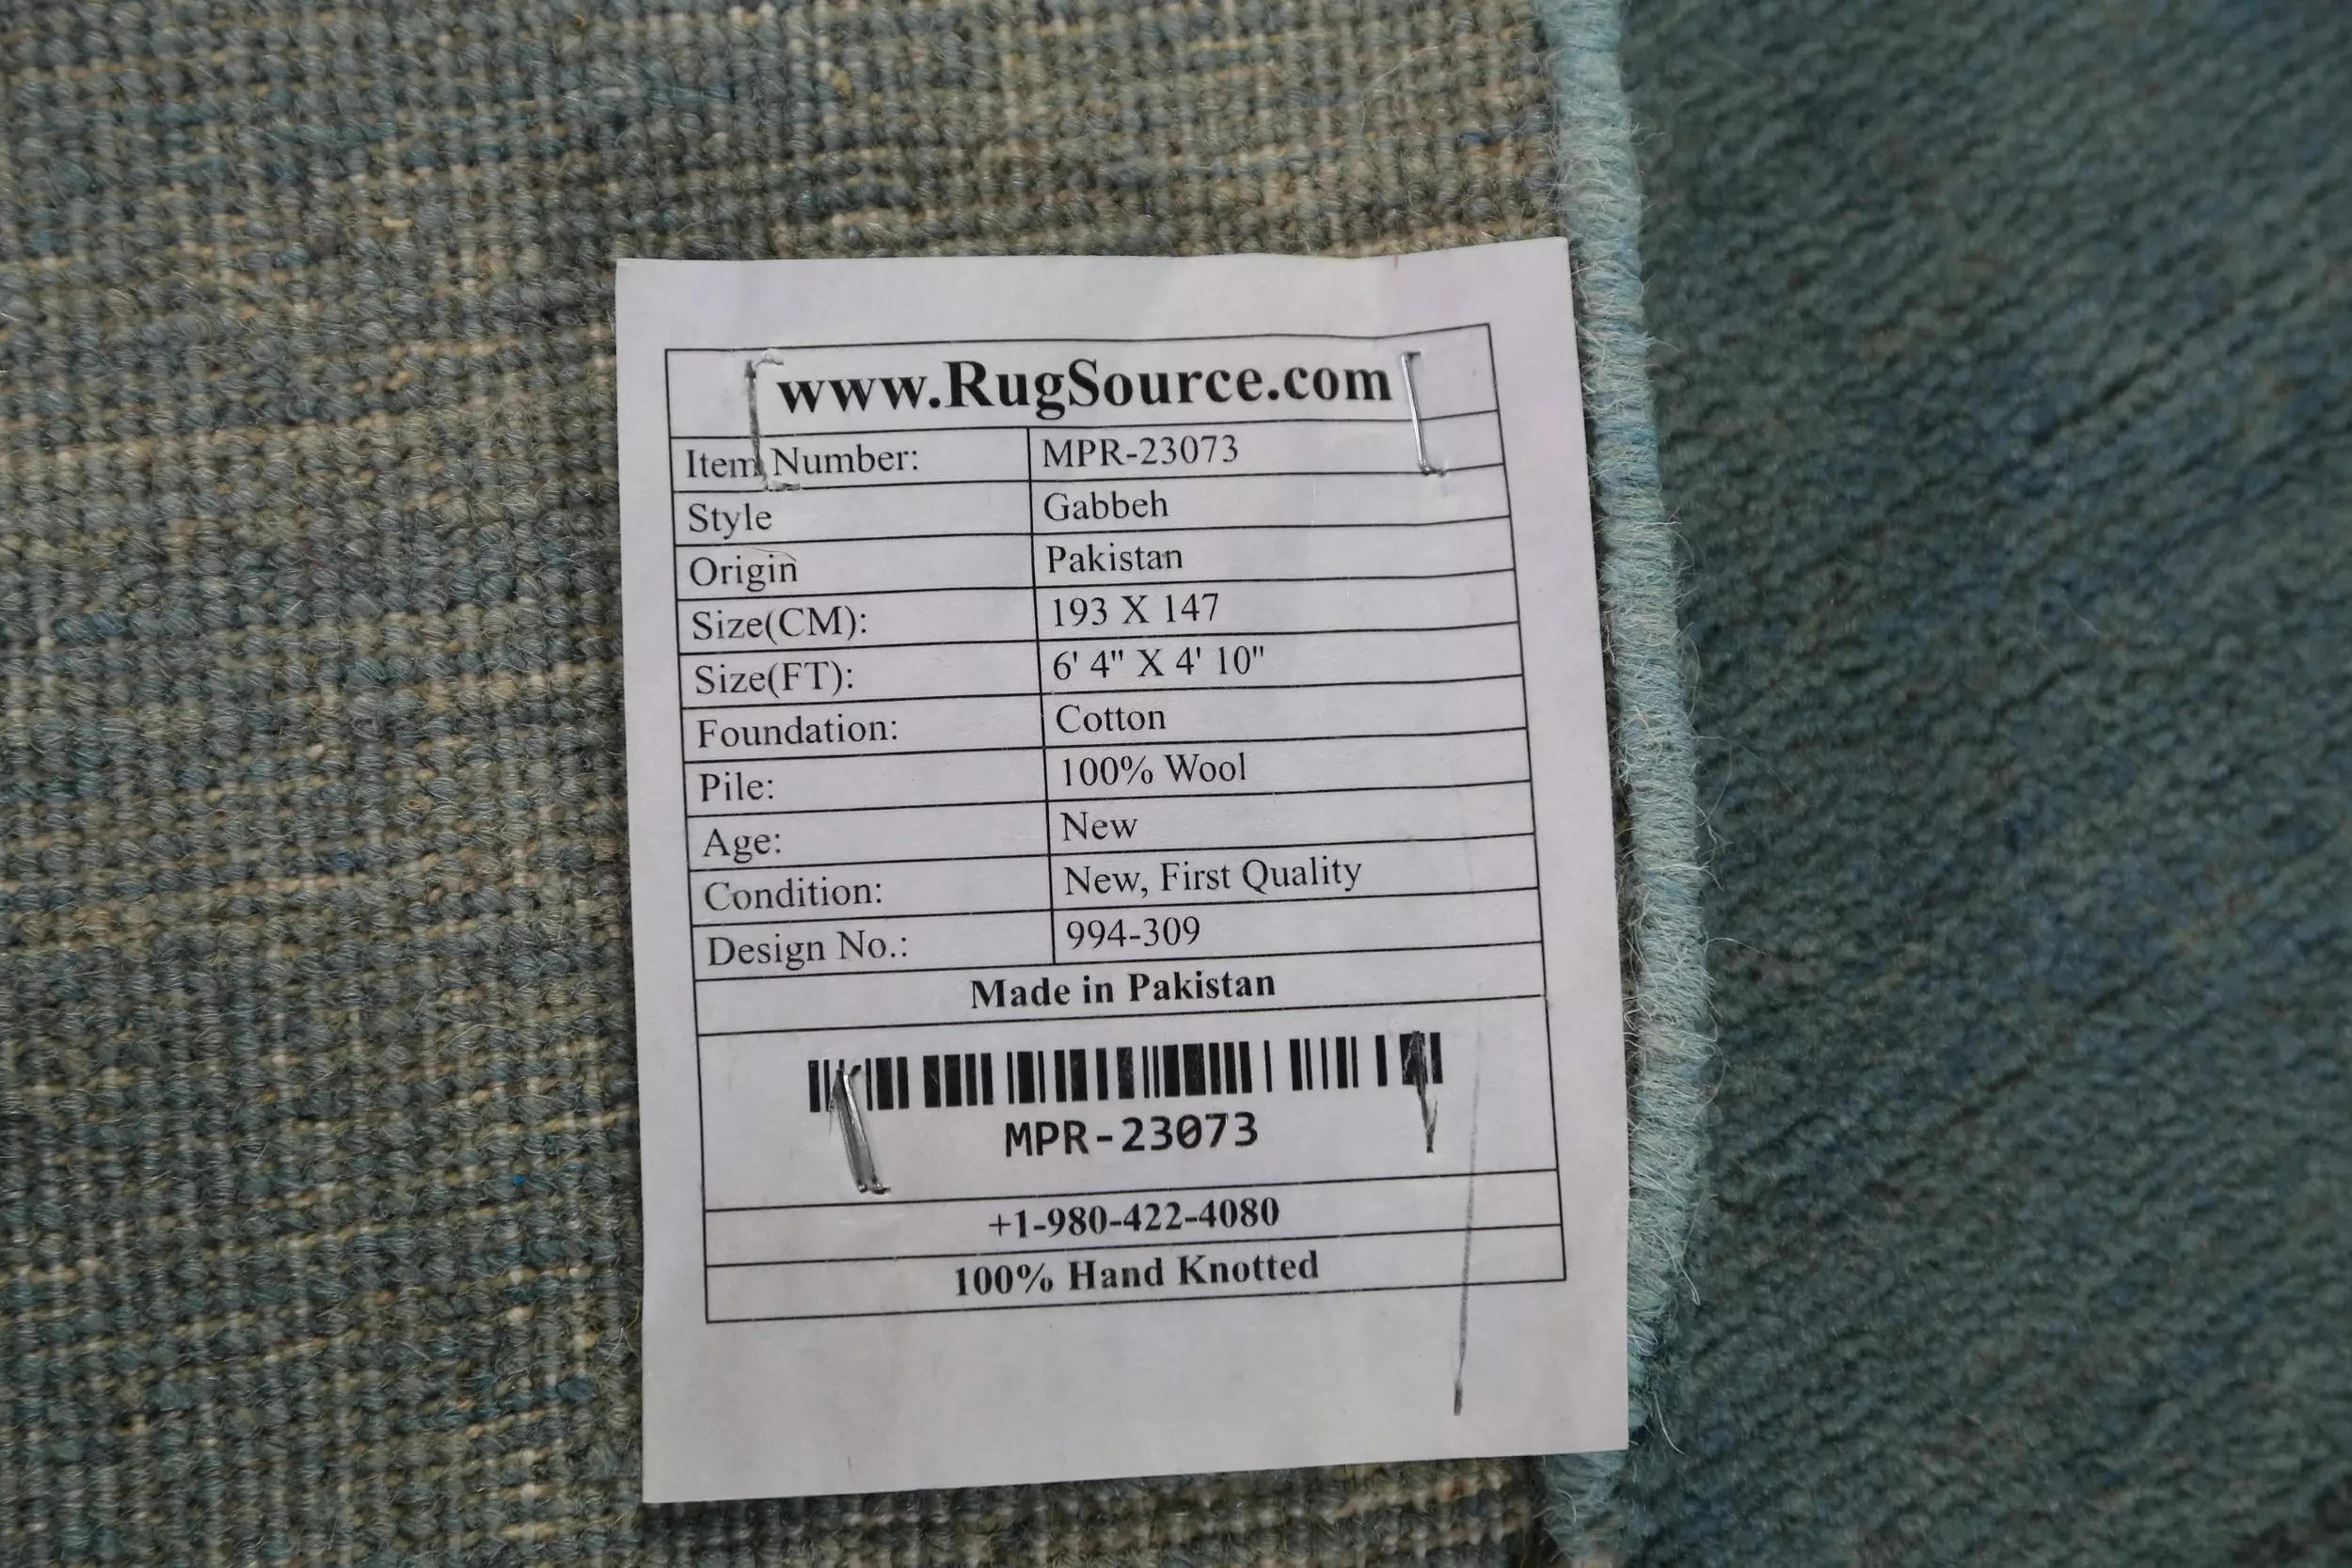 www.RugSource.com
Item Number: MPR-23073
Style Gabbeh
Origin Pakistan
Size(CM): 193 X 147
Size(FT): 6' 4" X 4' 10"
Foundation: Cotton
Pile: 100% Wool
Age: New
Condition: New, First Quality
Design No.: 994-309
Made in Pakistan
MPR-23073
+1-980-422-4080
100% Hand Knotted